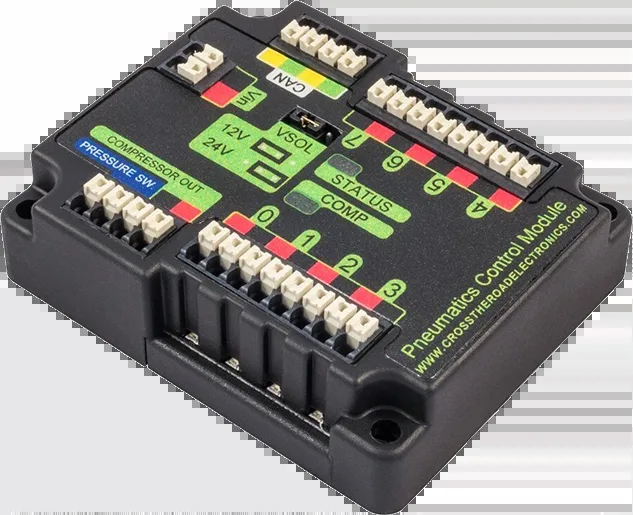 CAN
Vin
VSOL
12V
24V
COMPRESSOR OUT
PRESSURE SW.
STATUS
COMP
7
6
5
4
0
1
2
3
Pneumatics Control Module
WWW.CROSSTHEROADELECTRONICS.COM